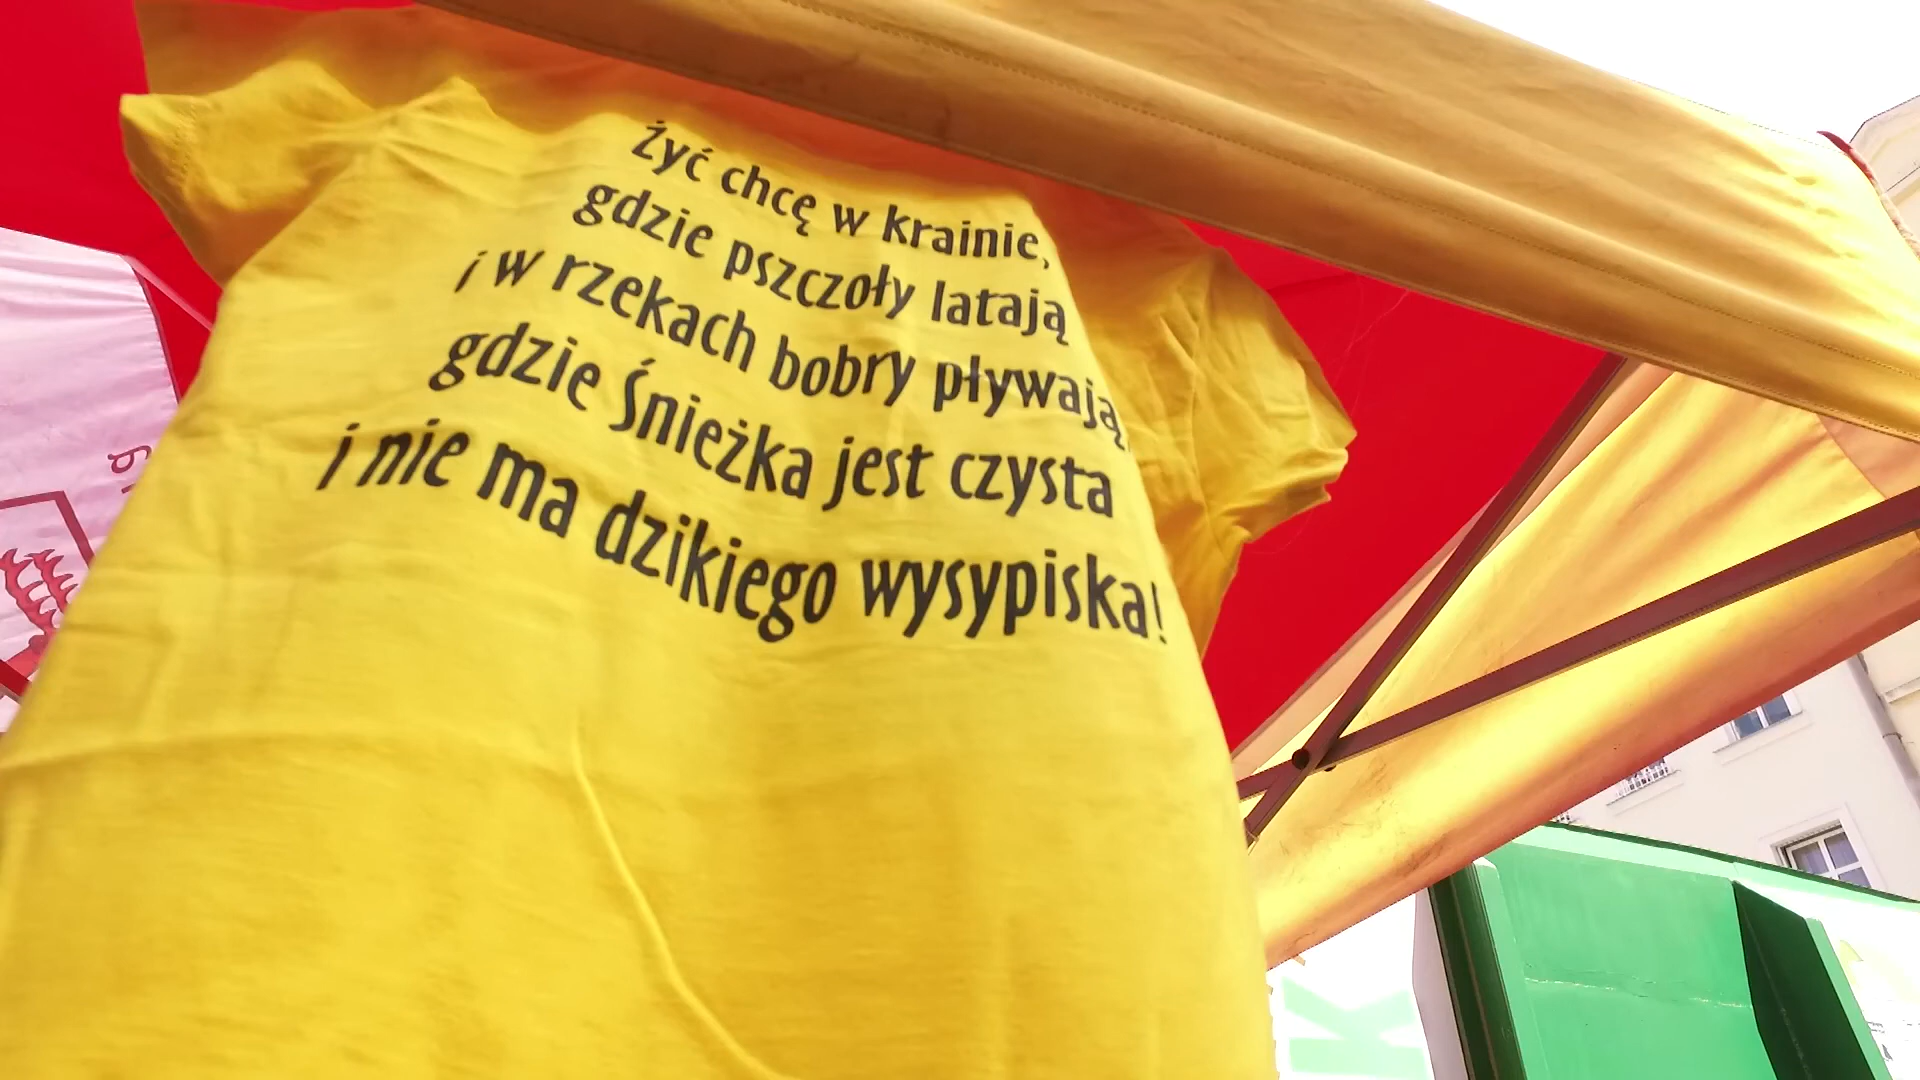 Żyć chcę w krainie,
gdzie pszczoły latają
i w rzekach bobry pływają,
gdzie Śnieżka jest czysta
i nie ma dzikiego wysypiska!